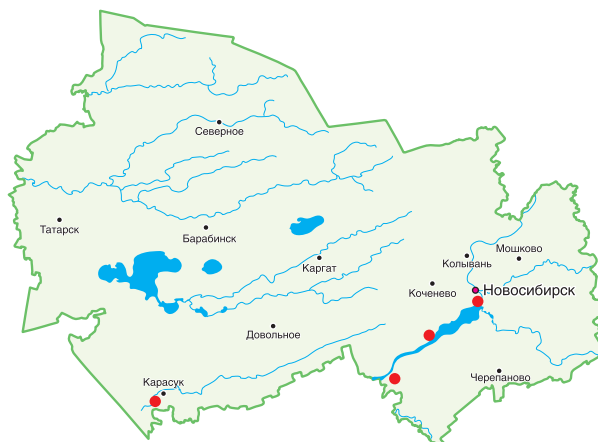 Северное
Татарск
Барабинск
Мошково
Колывань
Каргат
Коченево
Новосибирск
Довольное
Черепаново
Карасук